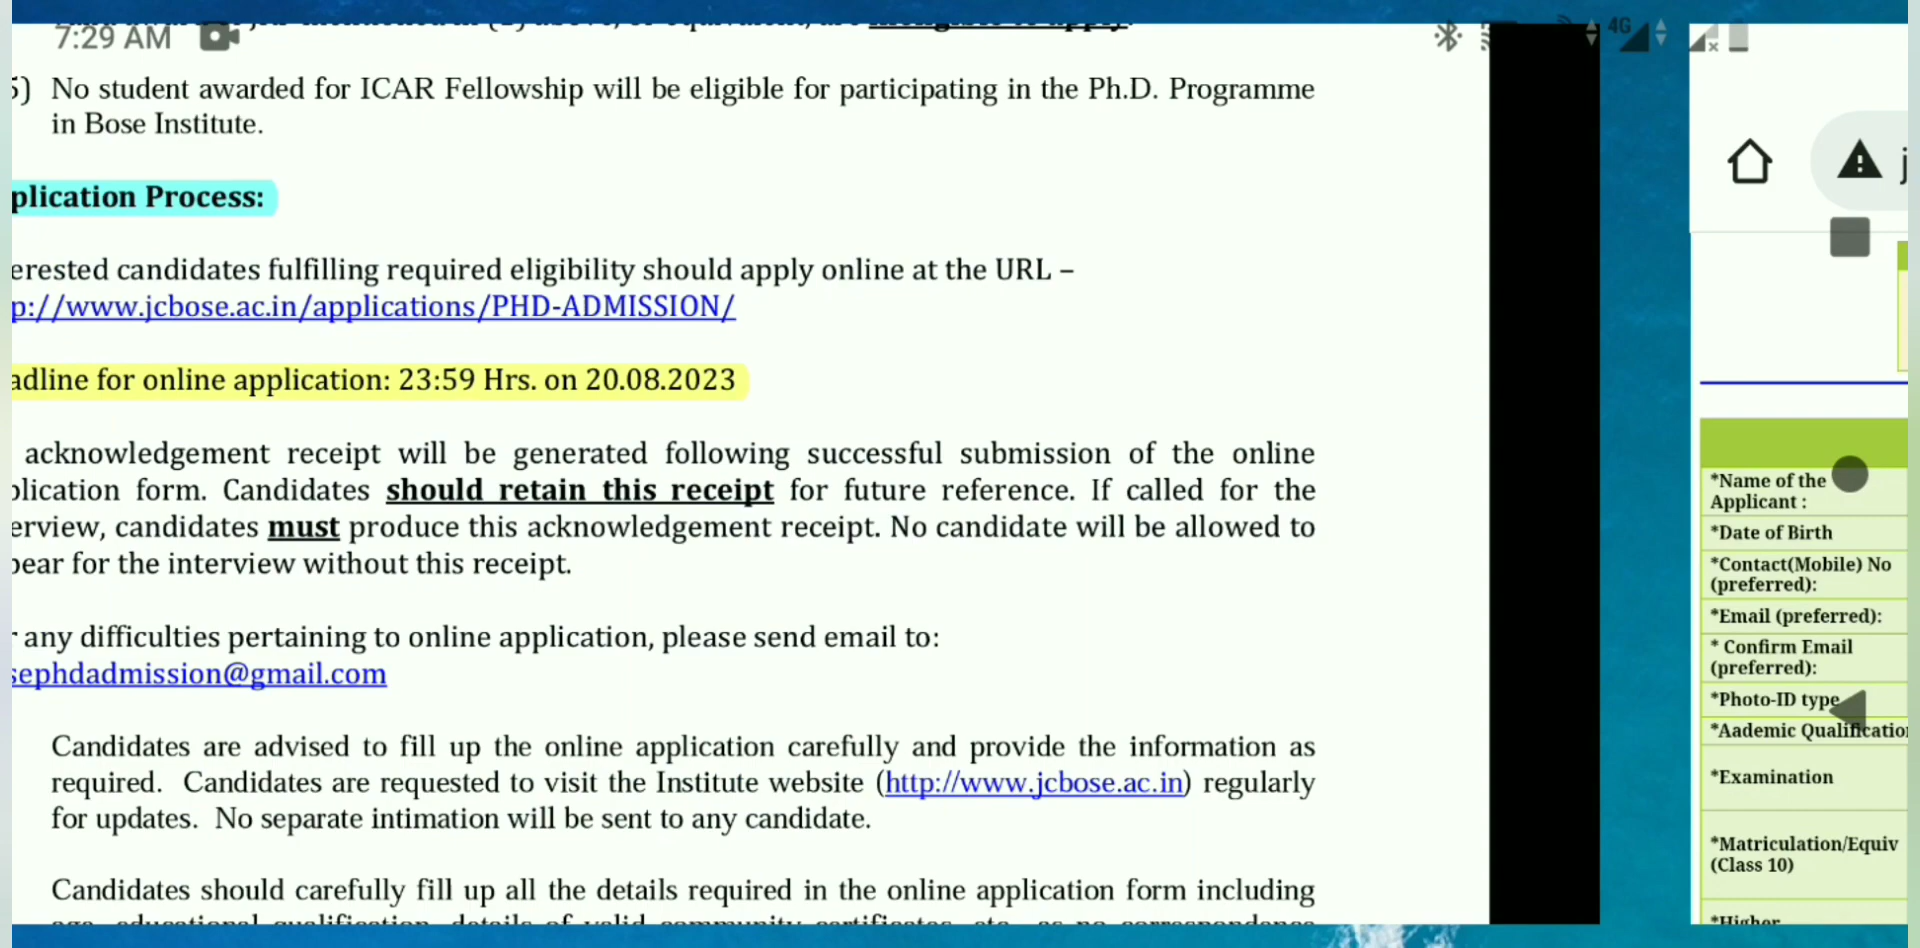 7:29 AM
4G
5) No student awarded for ICAR Fellowship will be eligible for participating in the Ph.D. Programme
in Bose Institute.
plication Process:
erested candidates fulfilling required eligibility should apply online at the URL –
p://www.jcbose.ac.in/applications/PHD-ADMISSION/
adline for online application: 23:59 Hrs. on 20.08.2023
acknowledgement receipt will be generated following successful submission of the online
plication form. Candidates should retain this receipt for future reference. If called for the
erview, candidates must produce this acknowledgement receipt. No candidate will be allowed to
pear for the interview without this receipt.
any difficulties pertaining to online application, please send email to:
sephdadmission@gmail.com
Candidates are advised to fill up the online application carefully and provide the information as
required. Candidates are requested to visit the Institute website (http://www.jcbose.ac.in) regularly
for updates. No separate intimation will be sent to any candidate.
Candidates should carefully fill up all the details required in the online application form including
j
*Name of the
Applicant :
*Date of Birth
*Contact(Mobile) No
(preferred):
*Email (preferred):
* Confirm Email
(preferred):
*Photo-ID type
*Aademic Qualificatio
*Examination
*Matriculation/Equiv
(Class 10)
*Higher